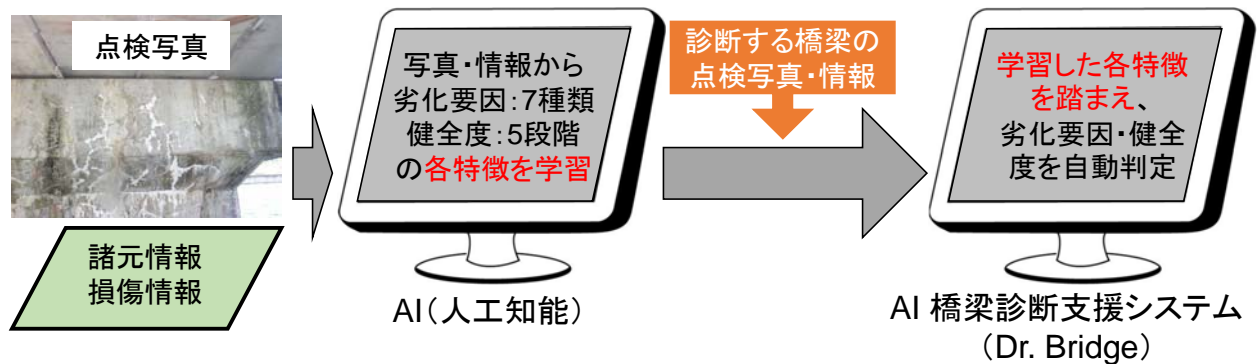 点検写真
諸元情報
損傷情報
写真・情報から
劣化要因：7種類
健全度：5段階
の各特徴を学習
AI（人工知能）
診断する橋梁の
点検写真・情報
学習した各特徴
を踏まえ、
劣化要因・健全
度を自動判定
AI 橋梁診断支援システム
（Dr. Bridge）